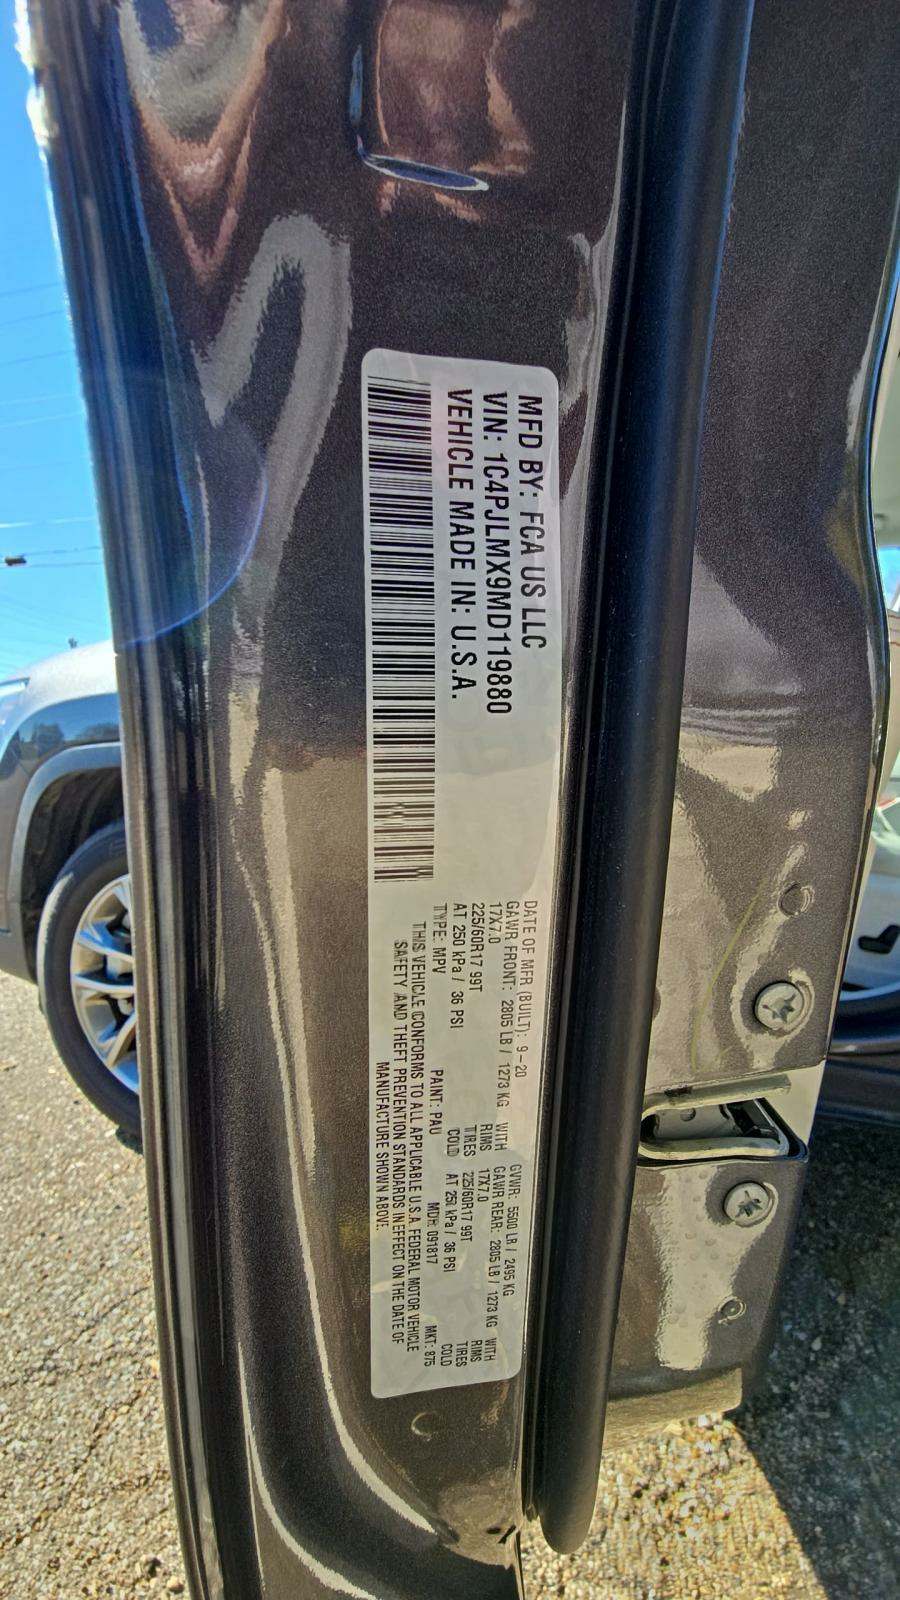 MFD BY: FCA US LLC
VIN: 1C4PJLMX9MD119880
VEHICLE MADE IN: U.S.A.
DATE OF MFR (BUILT): 9-20 GVWR: 5500 LB / 2495 KG
GAWR FRONT: 2805 LB / 1273 KG WITH GAWR REAR: 2805 LB / 1273 KG WITH
17X7.0 RIMS 17X7.0 RIMS
225/60R17 99T TIRES 225/60R17 99T TIRES
AT 250 kPa / 36 PSI COLD AT 250 kPa / 36 PSI COLD
TYPE: MPV PAINT: PAU MDH: 091817 MKT: 875
THIS VEHICLE CONFORMS TO ALL APPLICABLE U.S.A. FEDERAL MOTOR VEHICLE
SAFETY AND THEFT PREVENTION STANDARDS IN EFFECT ON THE DATE OF
MANUFACTURE SHOWN ABOVE: